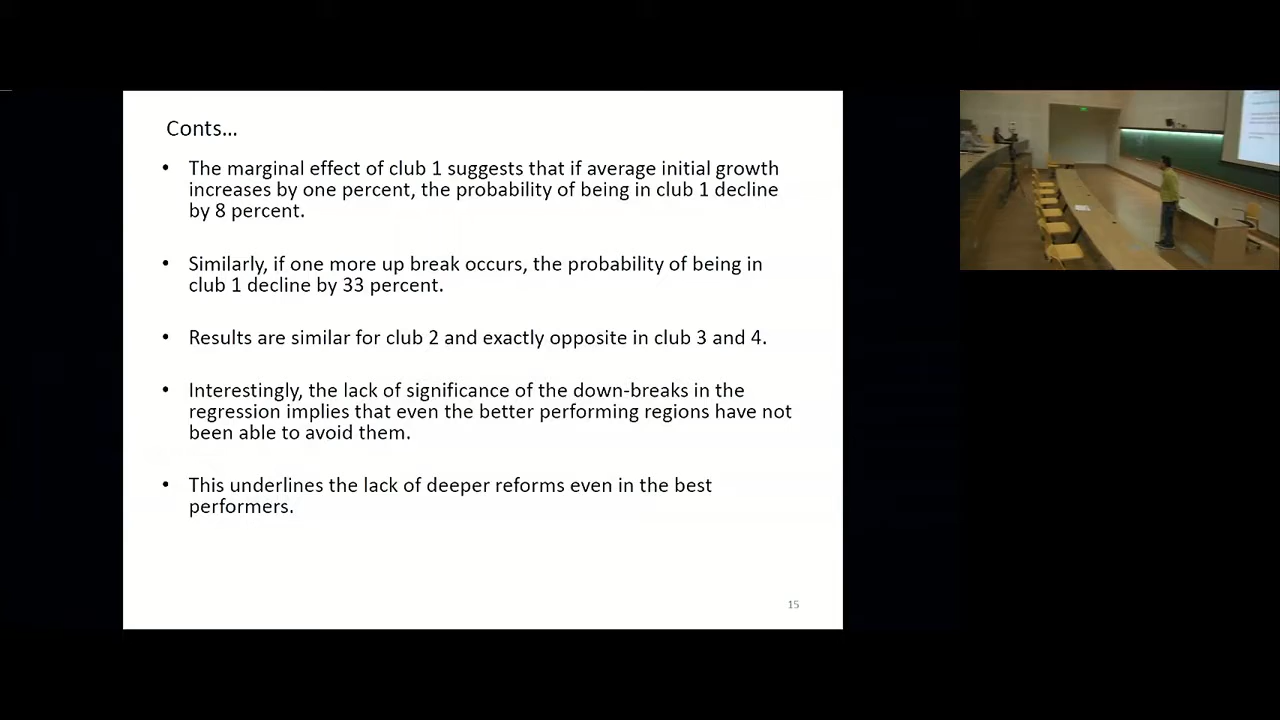 Conts...
• The marginal effect of club 1 suggests that if average initial growth
increases by one percent, the probability of being in club 1 decline
by 8 percent.
• Similarly, if one more up break occurs, the probability of being in
club 1 decline by 33 percent.
• Results are similar for club 2 and exactly opposite in club 3 and 4.
• Interestingly, the lack of significance of the down-breaks in the
regression implies that even the better performing regions have not
been able to avoid them.
• This underlines the lack of deeper reforms even in the best
performers.
15